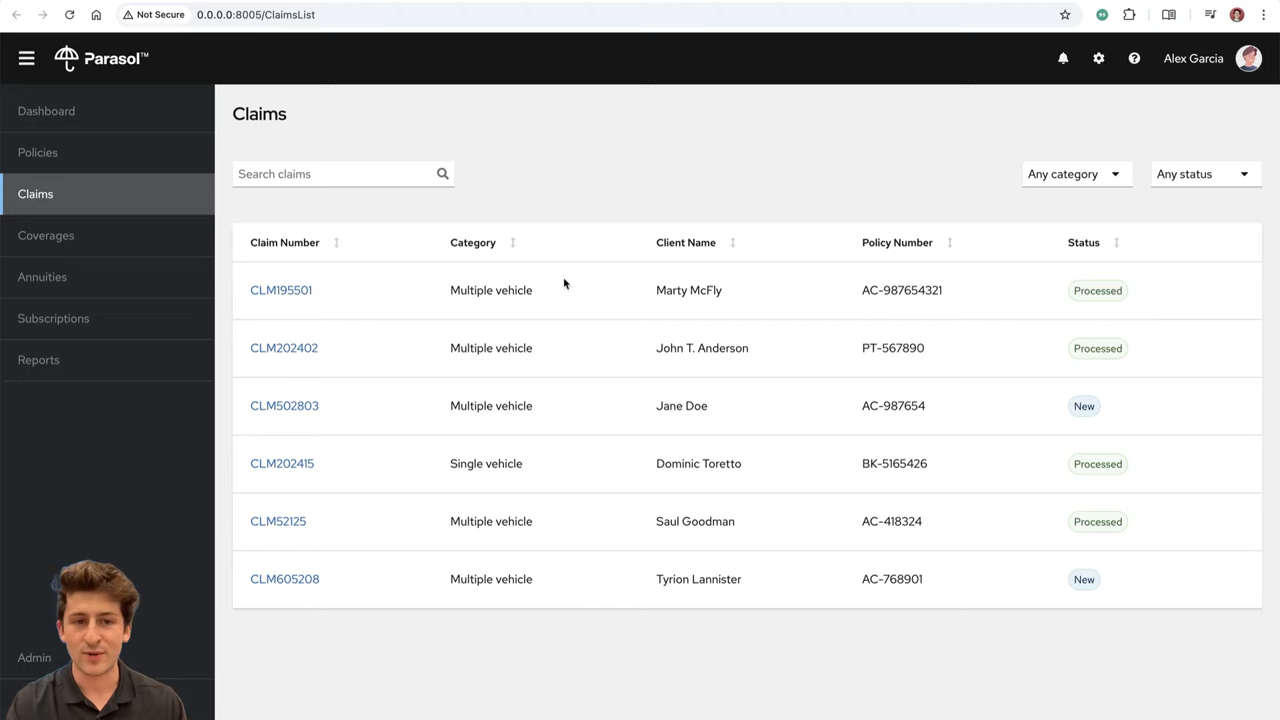 Not Secure 0.0.0.0:8005/ClaimsList
Parasol™
Alex Garcia
Dashboard
Policies
Claims
Coverages
Annuities
Subscriptions
Reports
Admin
Claims
Search claims
Any category
Any status
Claim Number Category Client Name Policy Number Status
CLM195501 Multiple vehicle Marty McFly AC-987654321 Processed
CLM202402 Multiple vehicle John T. Anderson PT-567890 Processed
CLM502803 Multiple vehicle Jane Doe AC-987654 New
CLM202415 Single vehicle Dominic Toretto BK-5165426 Processed
CLM52125 Multiple vehicle Saul Goodman AC-418324 Processed
CLM605208 Multiple vehicle Tyrion Lannister AC-768901 New